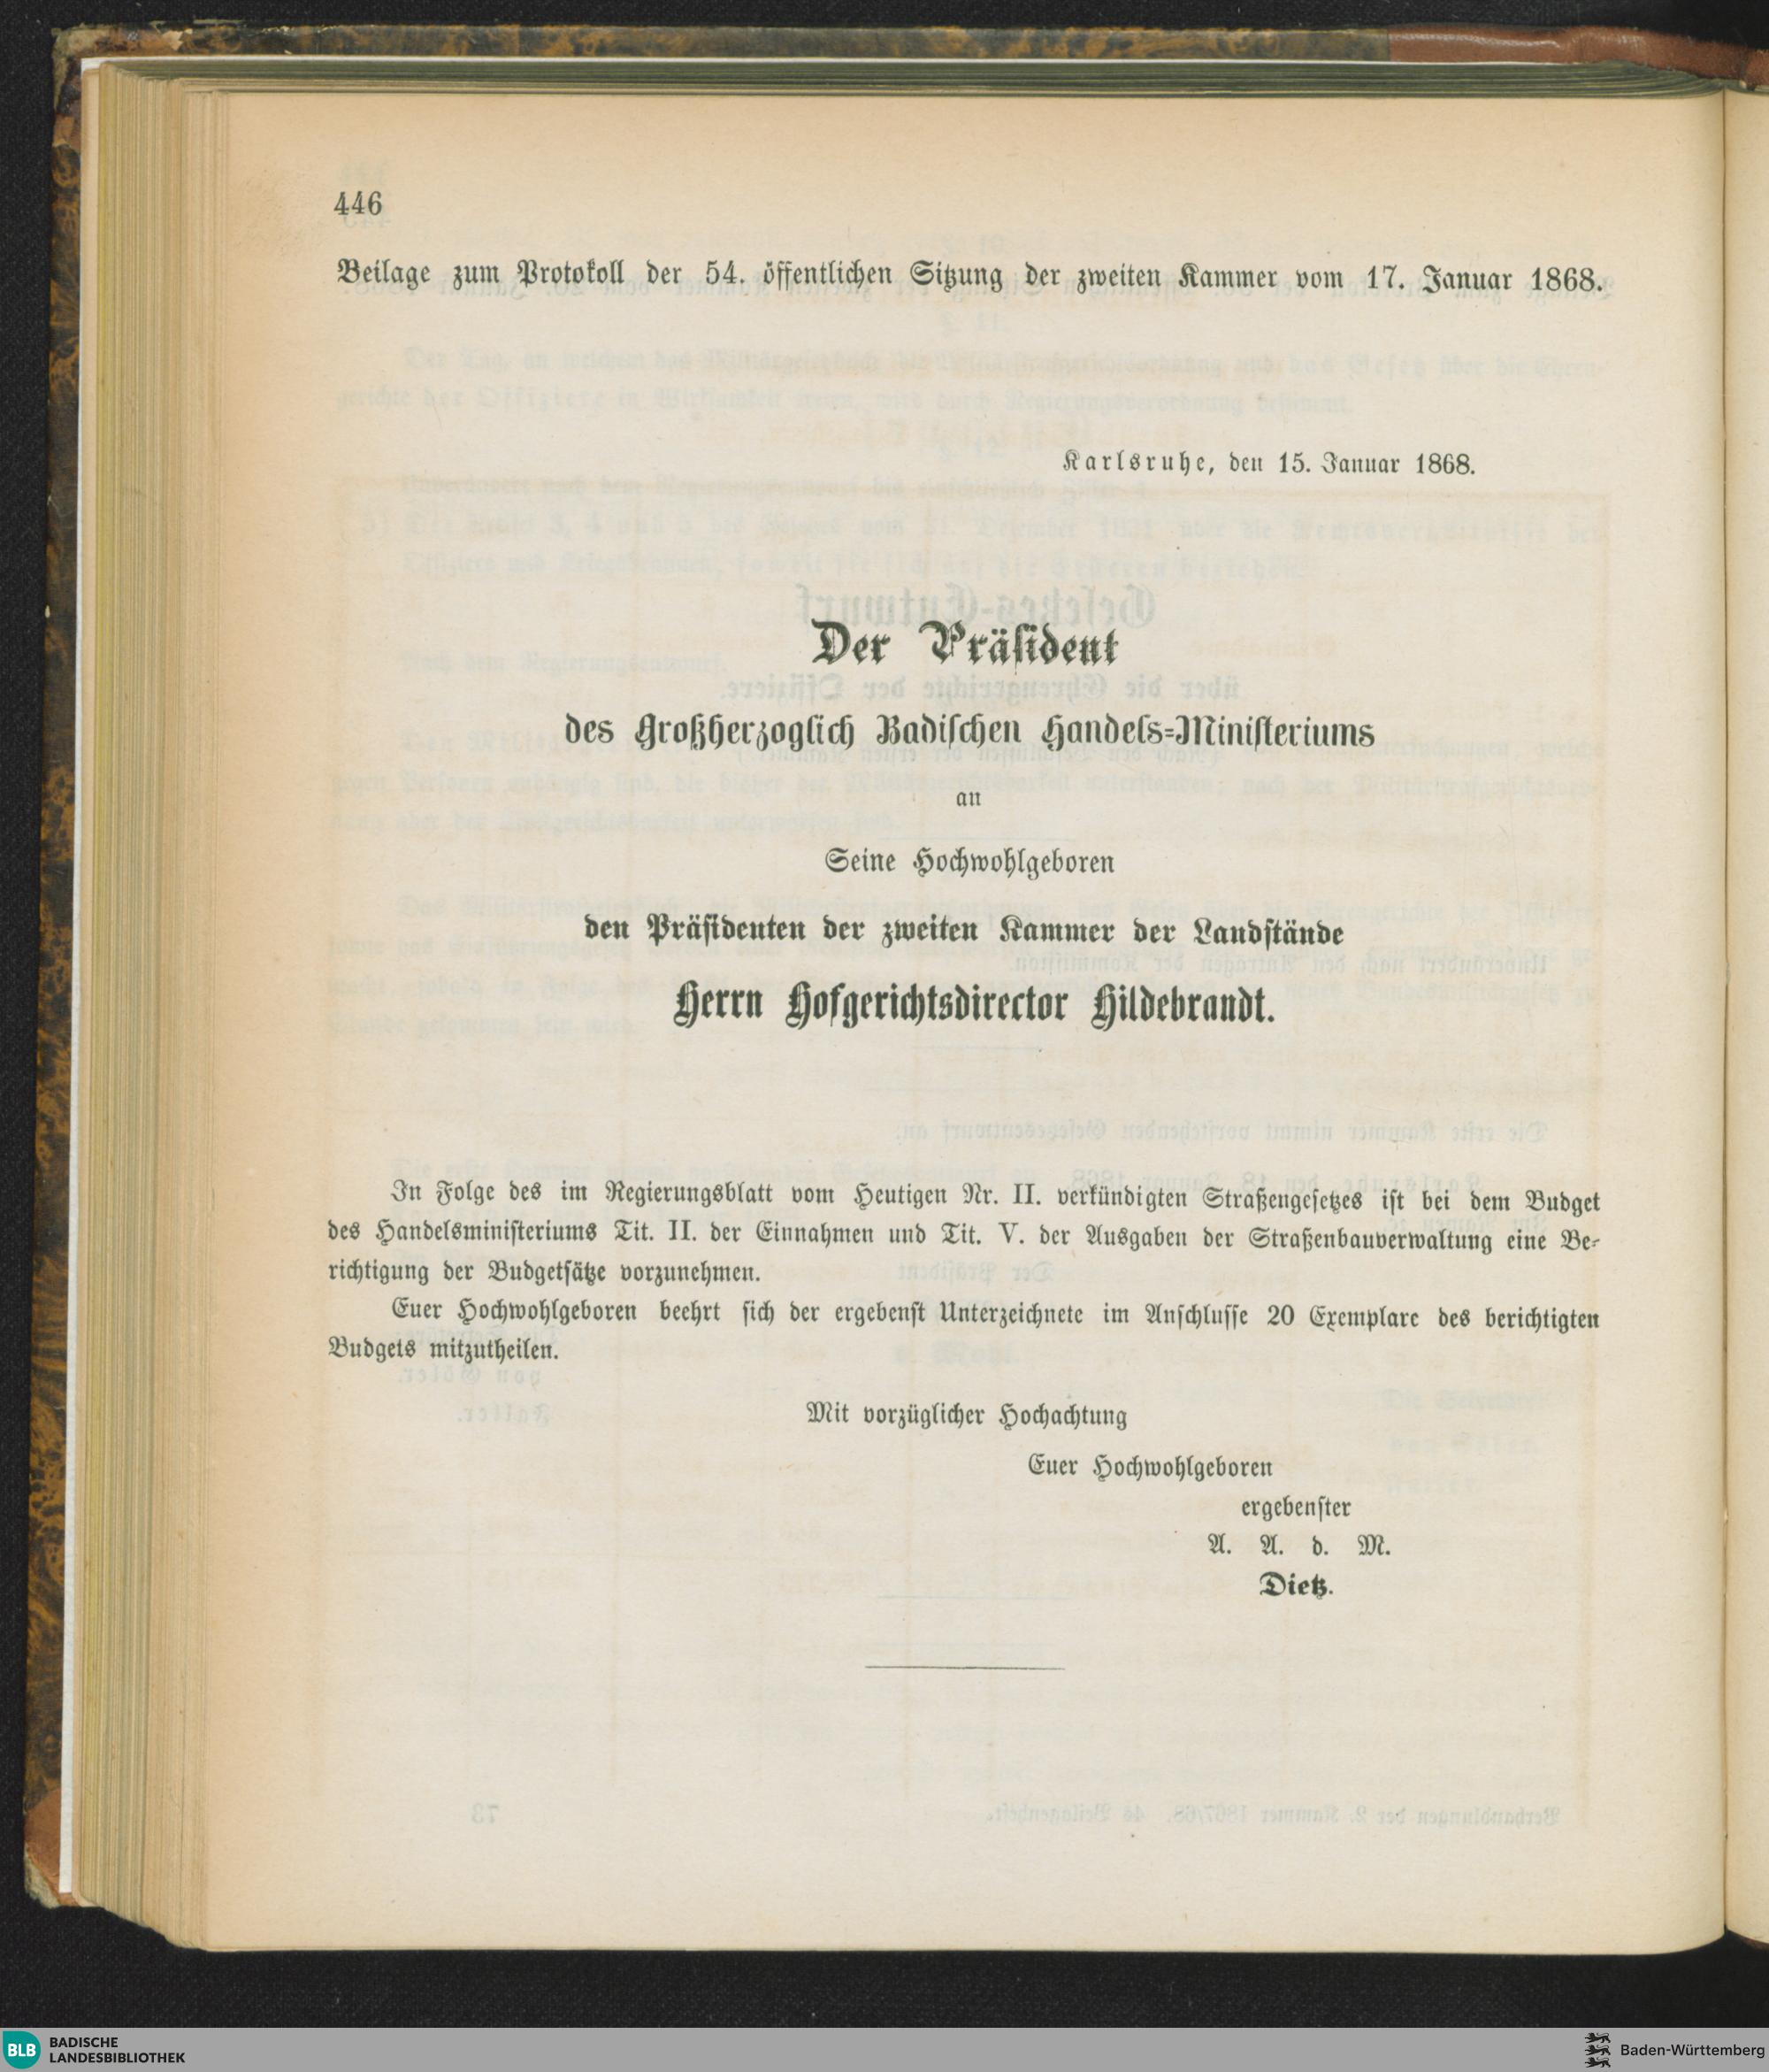 446
Beilage zum Protokoll der 54. öffentlichen Sitzung der zweiten Kammer vom 17. Januar 1868.
Karlsruhe, den 15. Januar 1868.
Der Präsident
des Großherzoglich Badischen Handels-Ministeriums
an
Seine Hochwohlgeboren
den Präsidenten der zweiten Kammer der Landstände
Herrn Hofgerichtsdirector Hildebrandt.
In Folge des im Regierungsblatt vom Heutigen Nr. II. verkündigten Straßengesetzes ist bei dem Budget
des Handelsministeriums Tit. II. der Einnahmen und Tit. V. der Ausgaben der Straßenbauverwaltung eine Be-
richtigung der Budgetsätze vorzunehmen.
Euer Hochwohlgeboren beehrt sich der ergebenst Unterzeichnete im Anschlusse 20 Exemplare des berichtigten
Budgets mitzutheilen.
Mit vorzüglicher Hochachtung
Euer Hochwohlgeboren
ergebenster
A. A. d. M.
Dietz.
BLB BADISCHE
LANDESBIBLIOTHEK
Baden-Württemberg